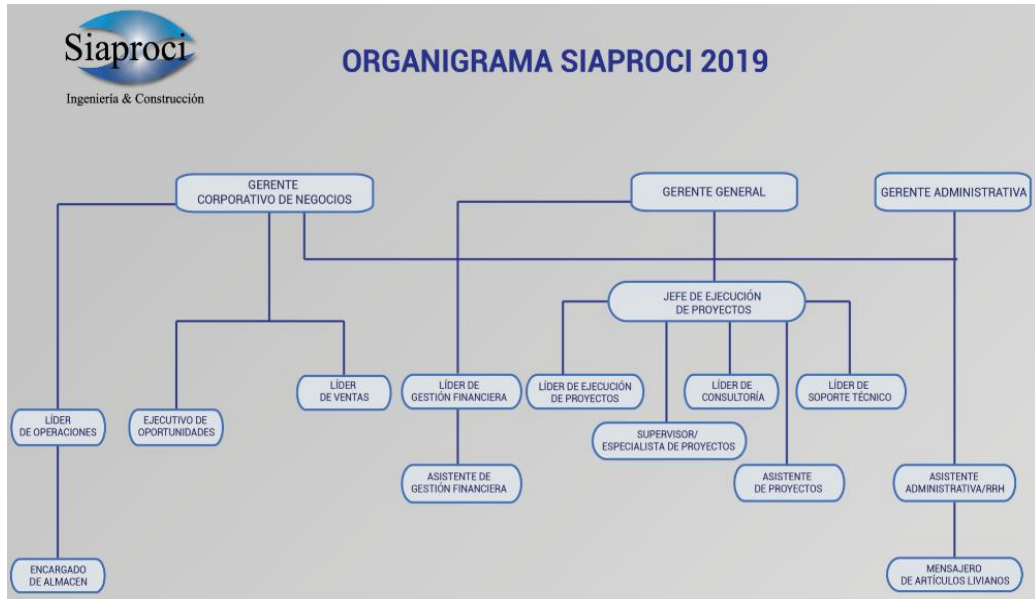 Siaproci
Ingeniería & Construcción
ORGANIGRAMA SIAPROCI 2019
GERENTE
CORPORATIVO DE NEGOCIOS
GERENTE GENERAL
GERENTE ADMINISTRATIVA
JEFE DE EJECUCIÓN
DE PROYECTOS
LÍDER
DE VENTAS
LÍDER DE
GESTIÓN FINANCIERA
LÍDER DE EJECUCIÓN
DE PROYECTOS
LÍDER DE
CONSULTORÍA
LÍDER DE
SOPORTE TÉCNICO
LÍDER
DE OPERACIONES
EJECUTIVO DE
OPORTUNIDADES
SUPERVISOR/
ESPECIALISTA DE PROYECTOS
ASISTENTE DE
GESTIÓN FINANCIERA
ASISTENTE
DE PROYECTOS
ASISTENTE
ADMINISTRATIVA/RRH
ENCARGADO
DE ALMACEN
MENSAJERO
DE ARTÍCULOS LIVIANOS